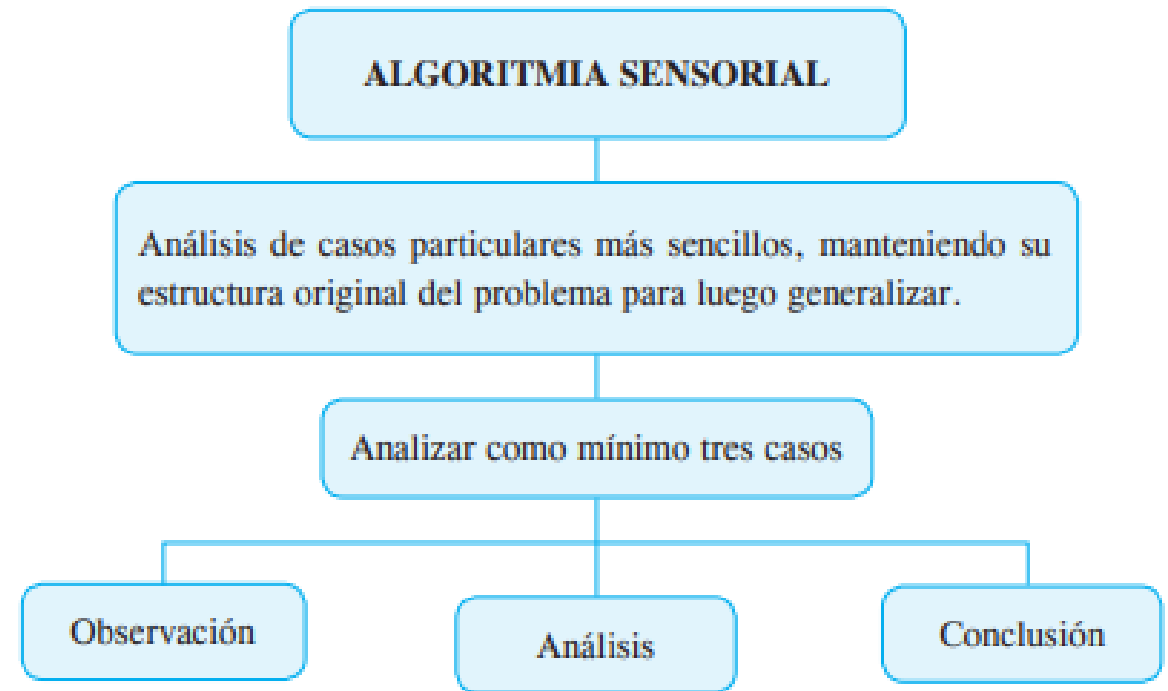 ALGORITMIA SENSORIAL
Análisis de casos particulares más sencillos, manteniendo su
estructura original del problema para luego generalizar.
Analizar como mínimo tres casos
Observación
Análisis
Conclusión